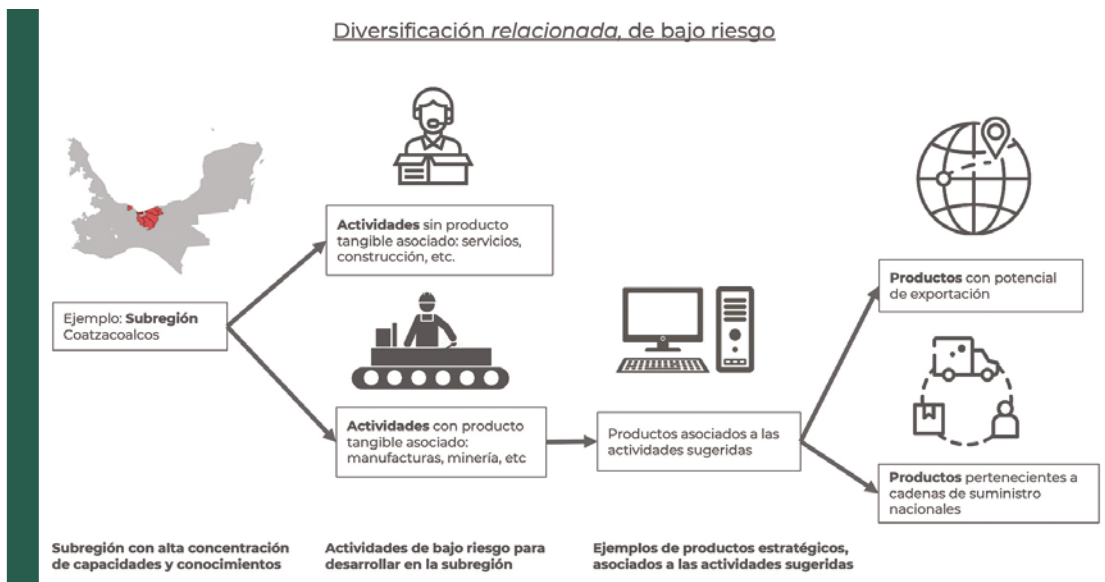 Diversificación relacionada, de bajo riesgo
Ejemplo: Subregión
Coatzacoalcos
Actividades sin producto
tangible asociado: servicios,
construcción, etc.
Actividades con producto
tangible asociado:
manufacturas, minería, etc
Productos asociados a las
actividades sugeridas
Productos con potencial
de exportación
Productos pertenecientes a
cadenas de suministro
nacionales
Subregión con alta concentración
de capacidades y conocimientos
Actividades de bajo riesgo para
desarrollar en la subregión
Ejemplos de productos estratégicos,
asociados a las actividades sugeridas